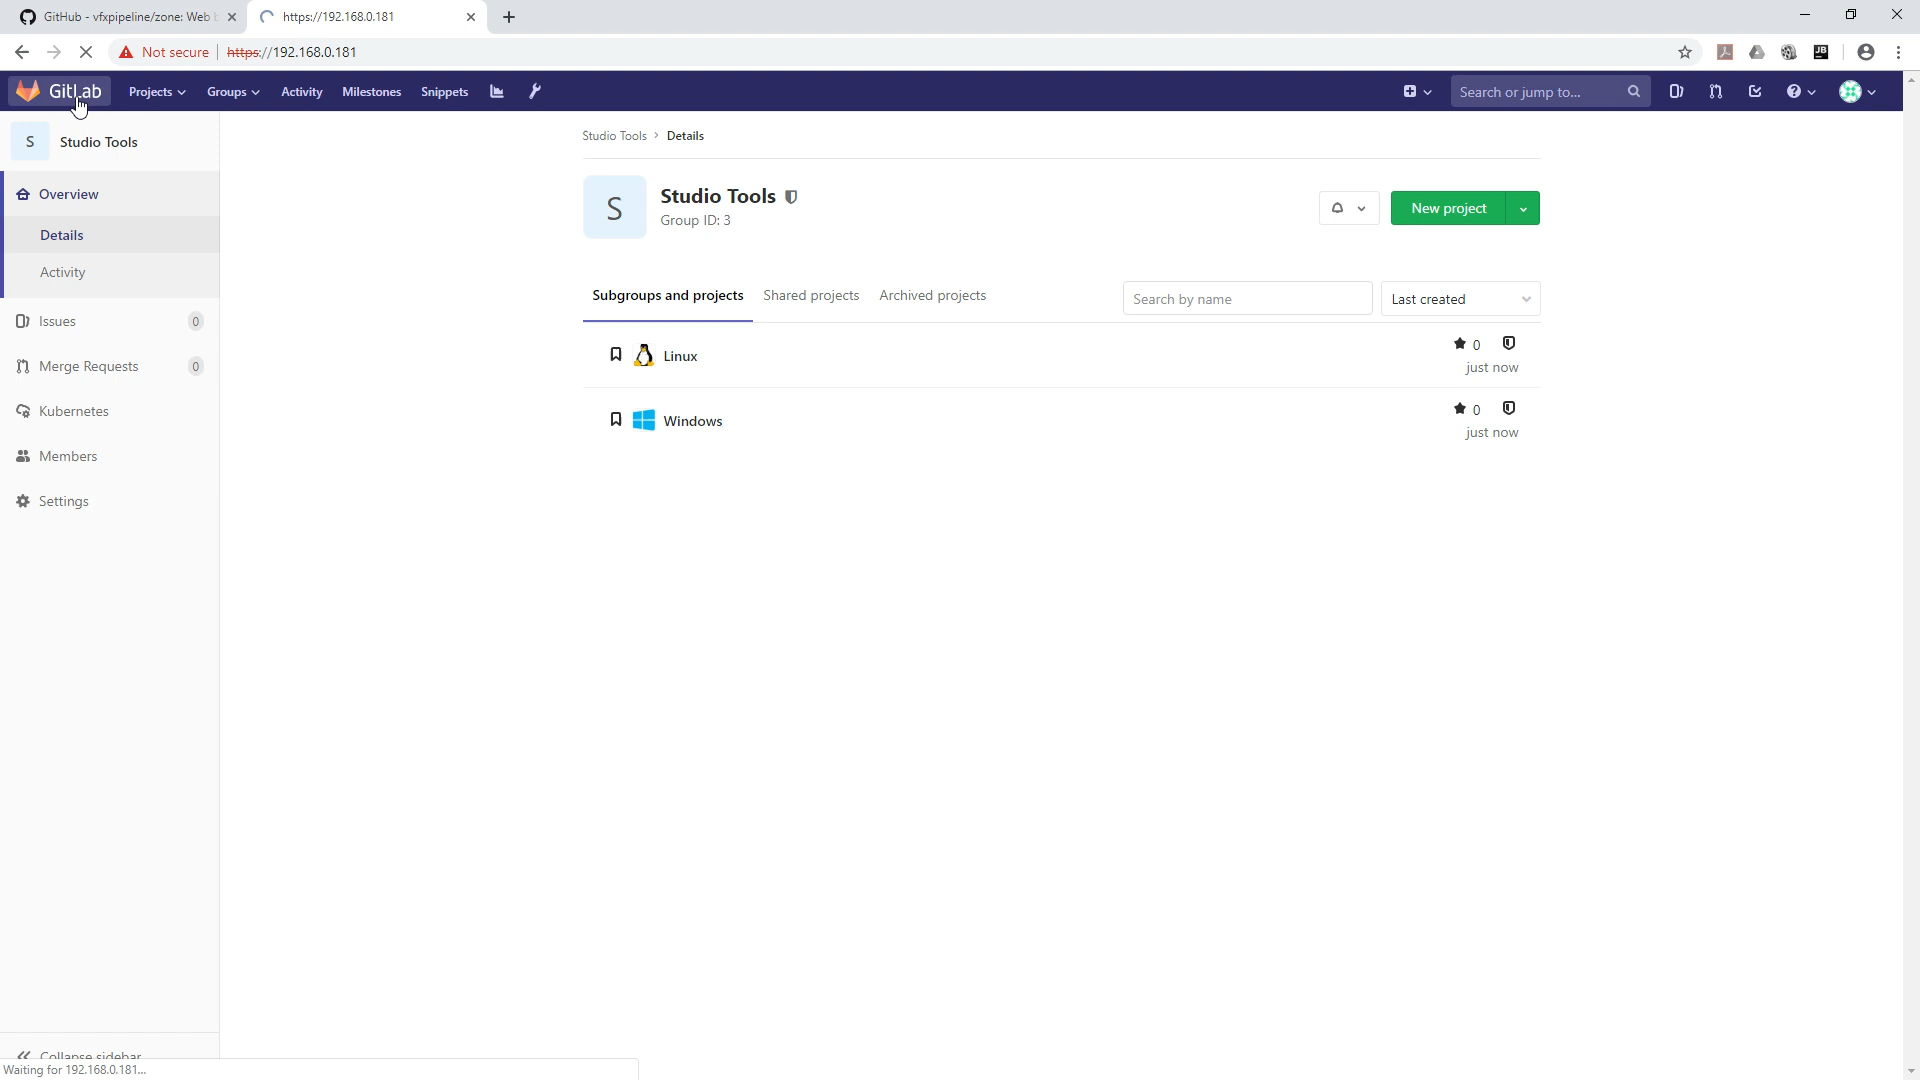 GitHub - vfxpipeline/zone: Web
https://192.168.0.181
Not secure
https://192.168.0.181
JB
GitLab
Projects
Groups
Activity
Milestones
Snippets
Search or jump to...
S
Studio Tools
Overview
Details
Activity
Issues
0
Merge Requests
0
Kubernetes
Members
Settings
Collapse sidebar
Waiting for 192.168.0.181...
Studio Tools > Details
S
Studio Tools
Group ID: 3
New project
Subgroups and projects
Shared projects
Archived projects
Search by name
Last created
Linux
0
just now
Windows
0
just now